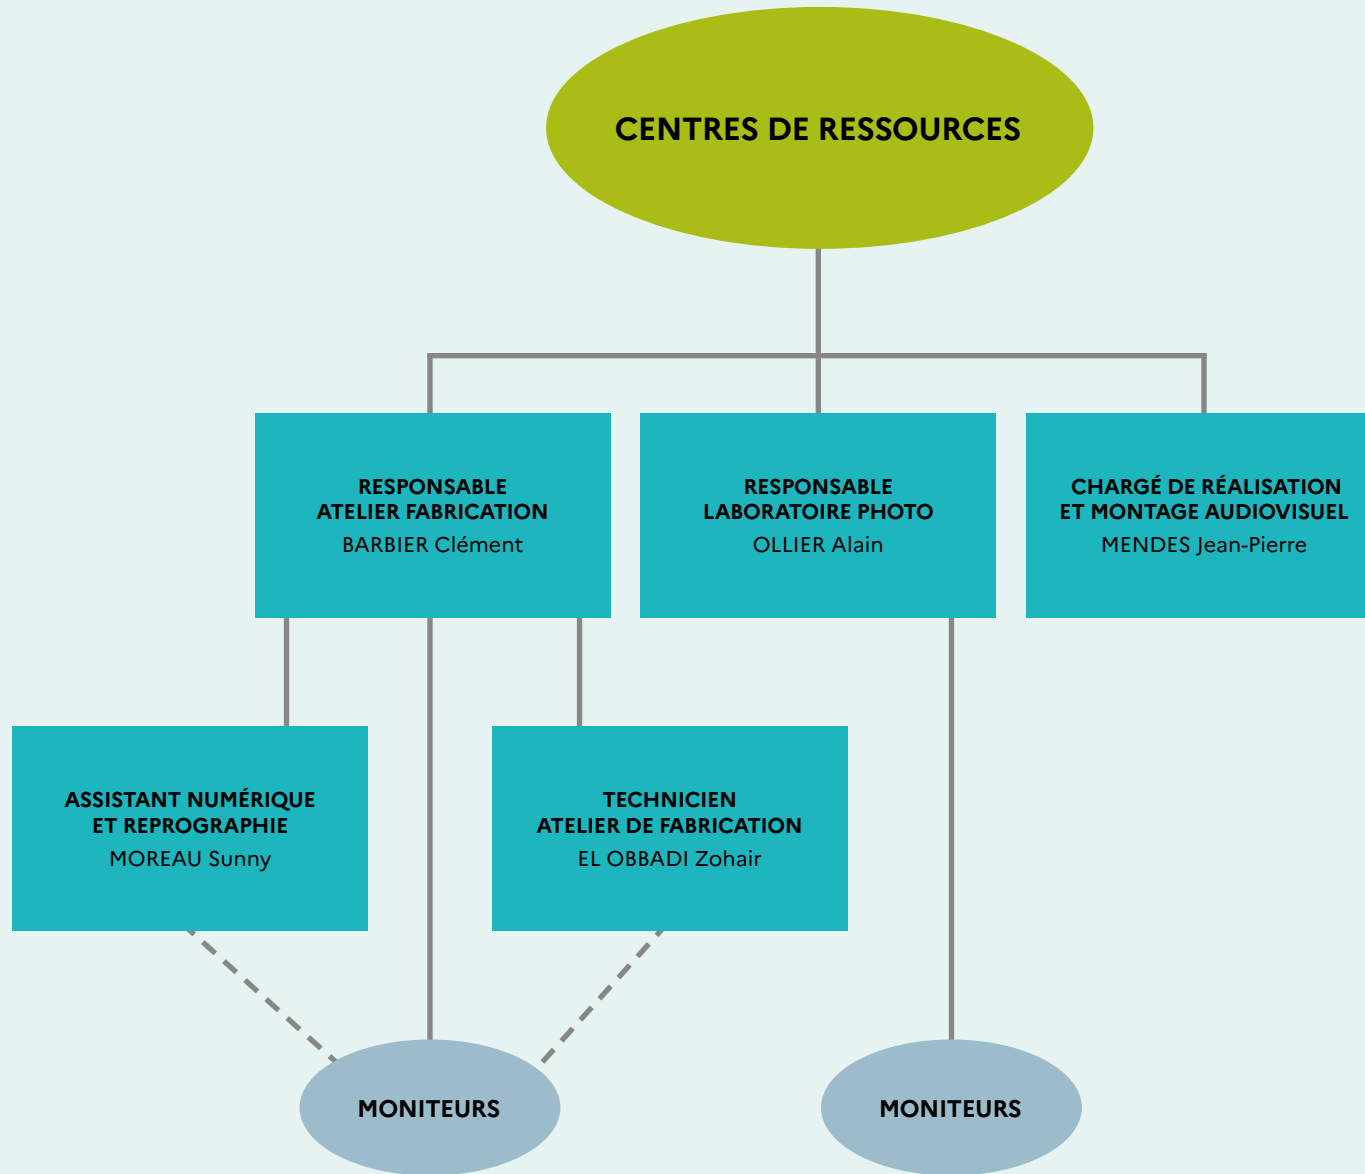 CENTRES DE RESSOURCES
RESPONSABLE
ATELIER FABRICATION
BARBIER Clément
RESPONSABLE
LABORATOIRE PHOTO
OLLIER Alain
CHARGÉ DE RÉALISATION
ET MONTAGE AUDIOVISUEL
MENDES Jean-Pierre
ASSISTANT NUMÉRIQUE
ET REPROGRAPHIE
MOREAU Sunny
TECHNICIEN
ATELIER DE FABRICATION
EL OBBADI Zohair
MONITEURS
MONITEURS